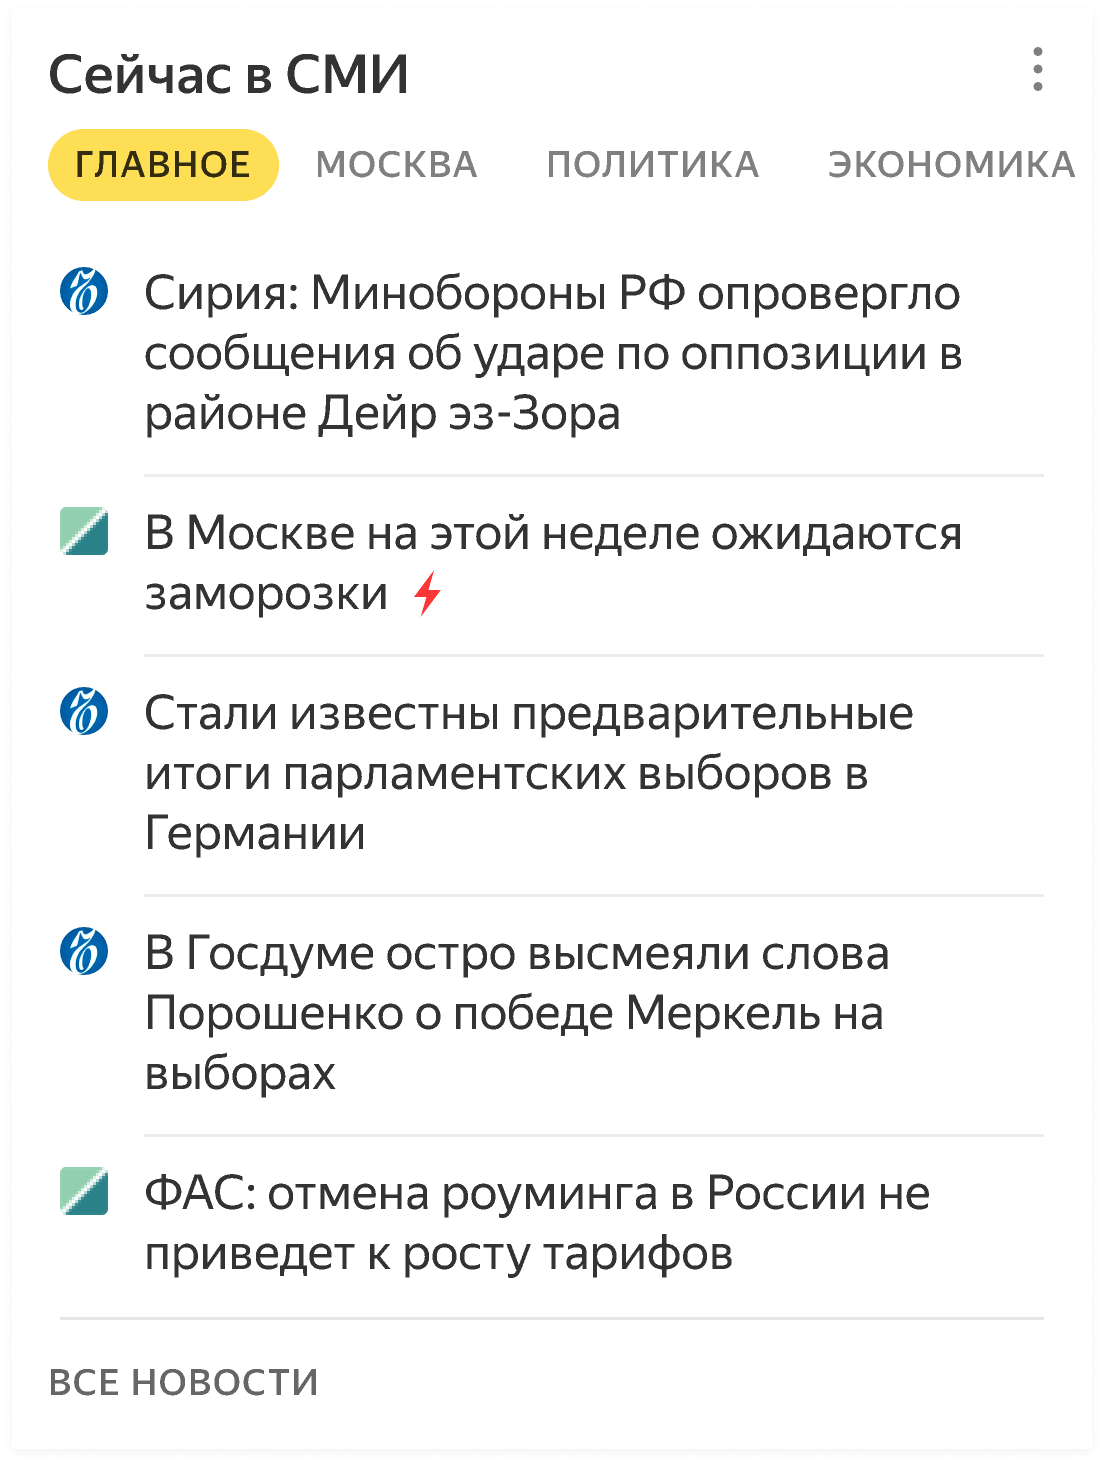 Сейчас в СМИ
ГЛАВНОЕ МОСКВА ПОЛИТИКА ЭКОНОМИКА
Сирия: Минобороны РФ опровергло
сообщения об ударе по оппозиции в
районе Дейр эз-Зора
В Москве на этой неделе ожидаются
заморозки
Стали известны предварительные
итоги парламентских выборов в
Германии
В Госдуме остро высмеяли слова
Порошенко о победе Меркель на
выборах
ФАС: отмена роуминга в России не
приведет к росту тарифов
ВСЕ НОВОСТИ